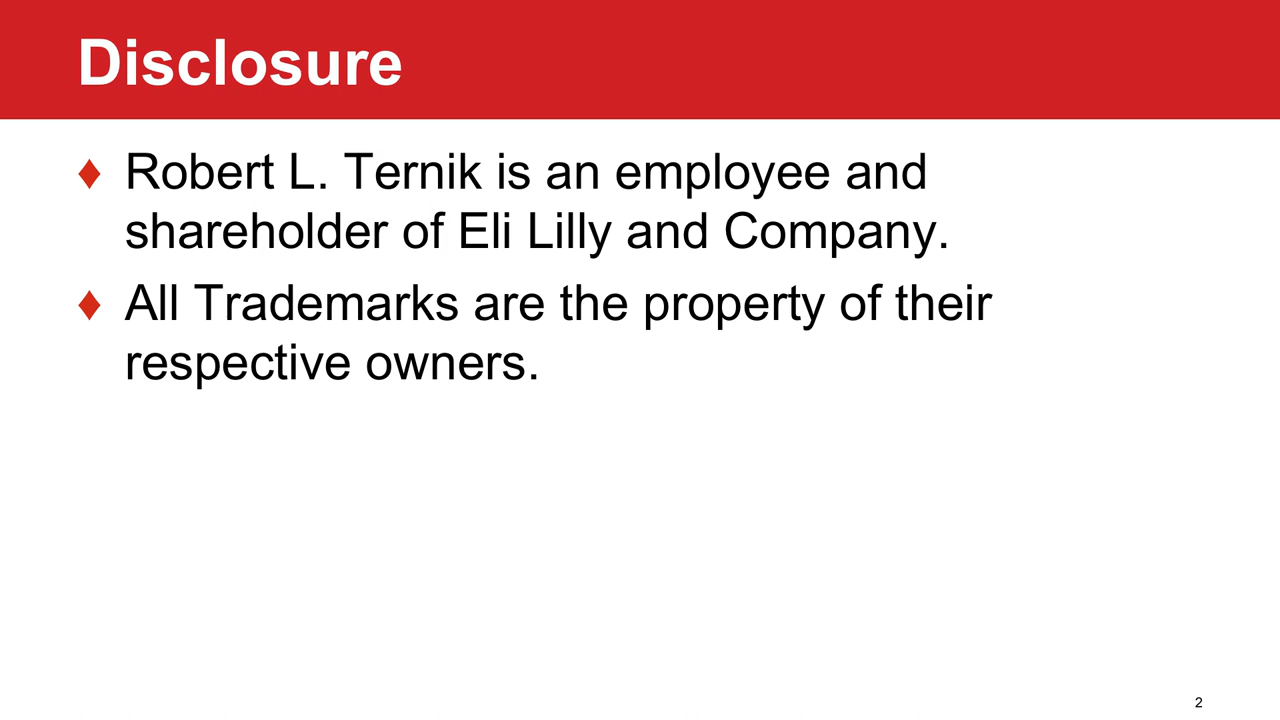 Disclosure
♦ Robert L. Ternik is an employee and
shareholder of Eli Lilly and Company.
♦ All Trademarks are the property of their
respective owners.
2